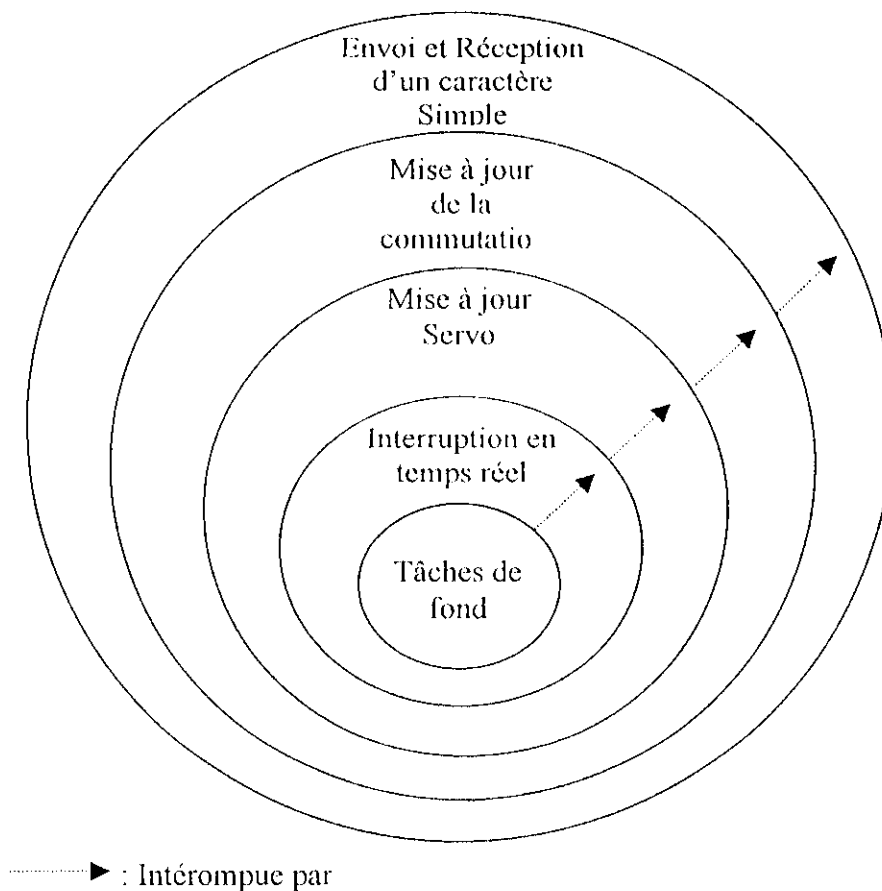 Envoi et Réception
d'un caractère
Simple
Mise à jour
de la
commutatio
Mise à jour
Servo
Interruption en
temps réel
Tâches de
fond
: Intérompue par